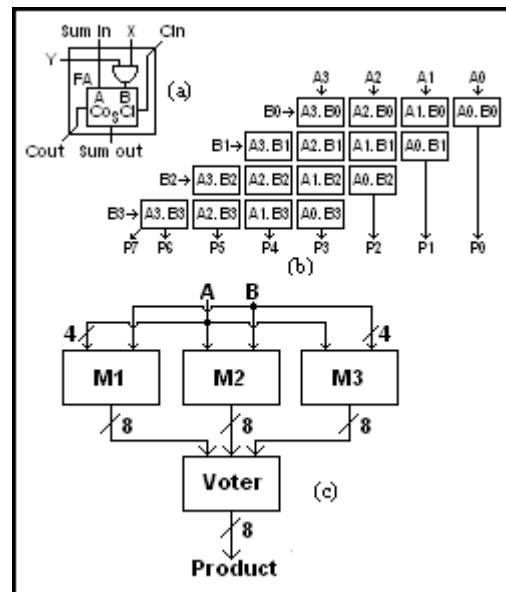 Sum In X CIn
Y
FA
A B
Co S CI
(a)
Cout Sum out
A3 A2 A1 A0
B0→ A3.B0 A2.B0 A1.B0 A0.B0
B1→ A3.B1 A2.B1 A1.B1 A0.B1
B2→ A3.B2 A2.B2 A1.B2 A0.B2
B3→ A3.B3 A2.B3 A1.B3 A0.B3
P7 P6 P5 P4 P3 P2 P1 P0
(b)
A B
4 4
M1 M2 M3
8 8 8
Voter
(c)
8
Product